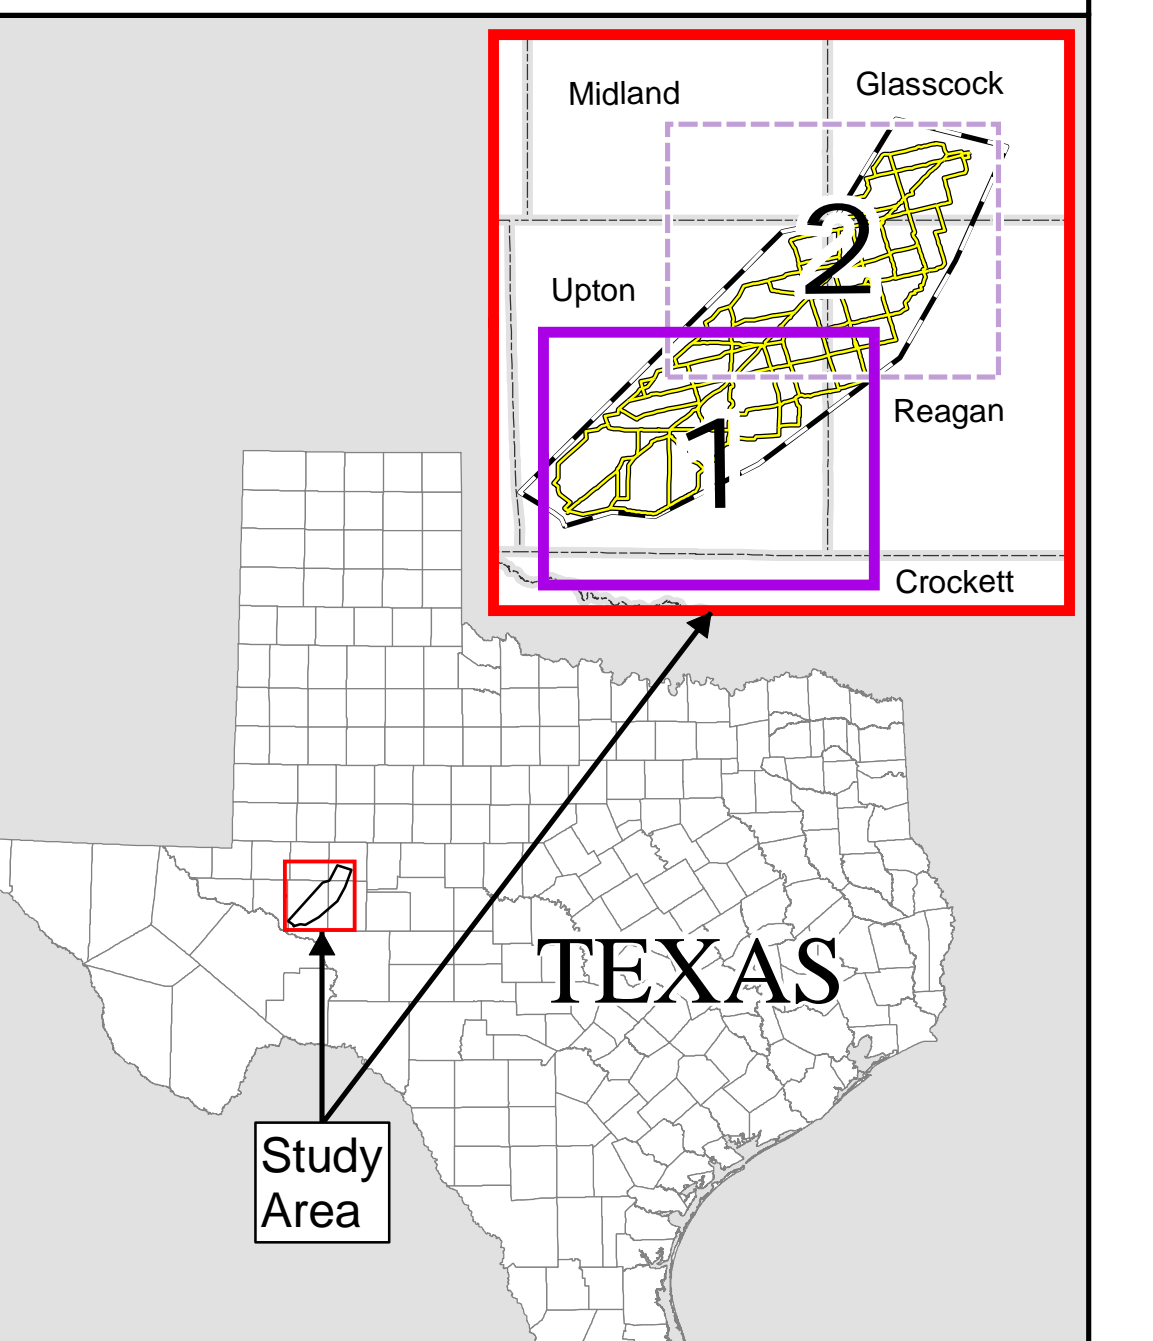 Midland
Glasscock
2
Upton
1
Reagan
Crockett
TEXAS
Study
Area